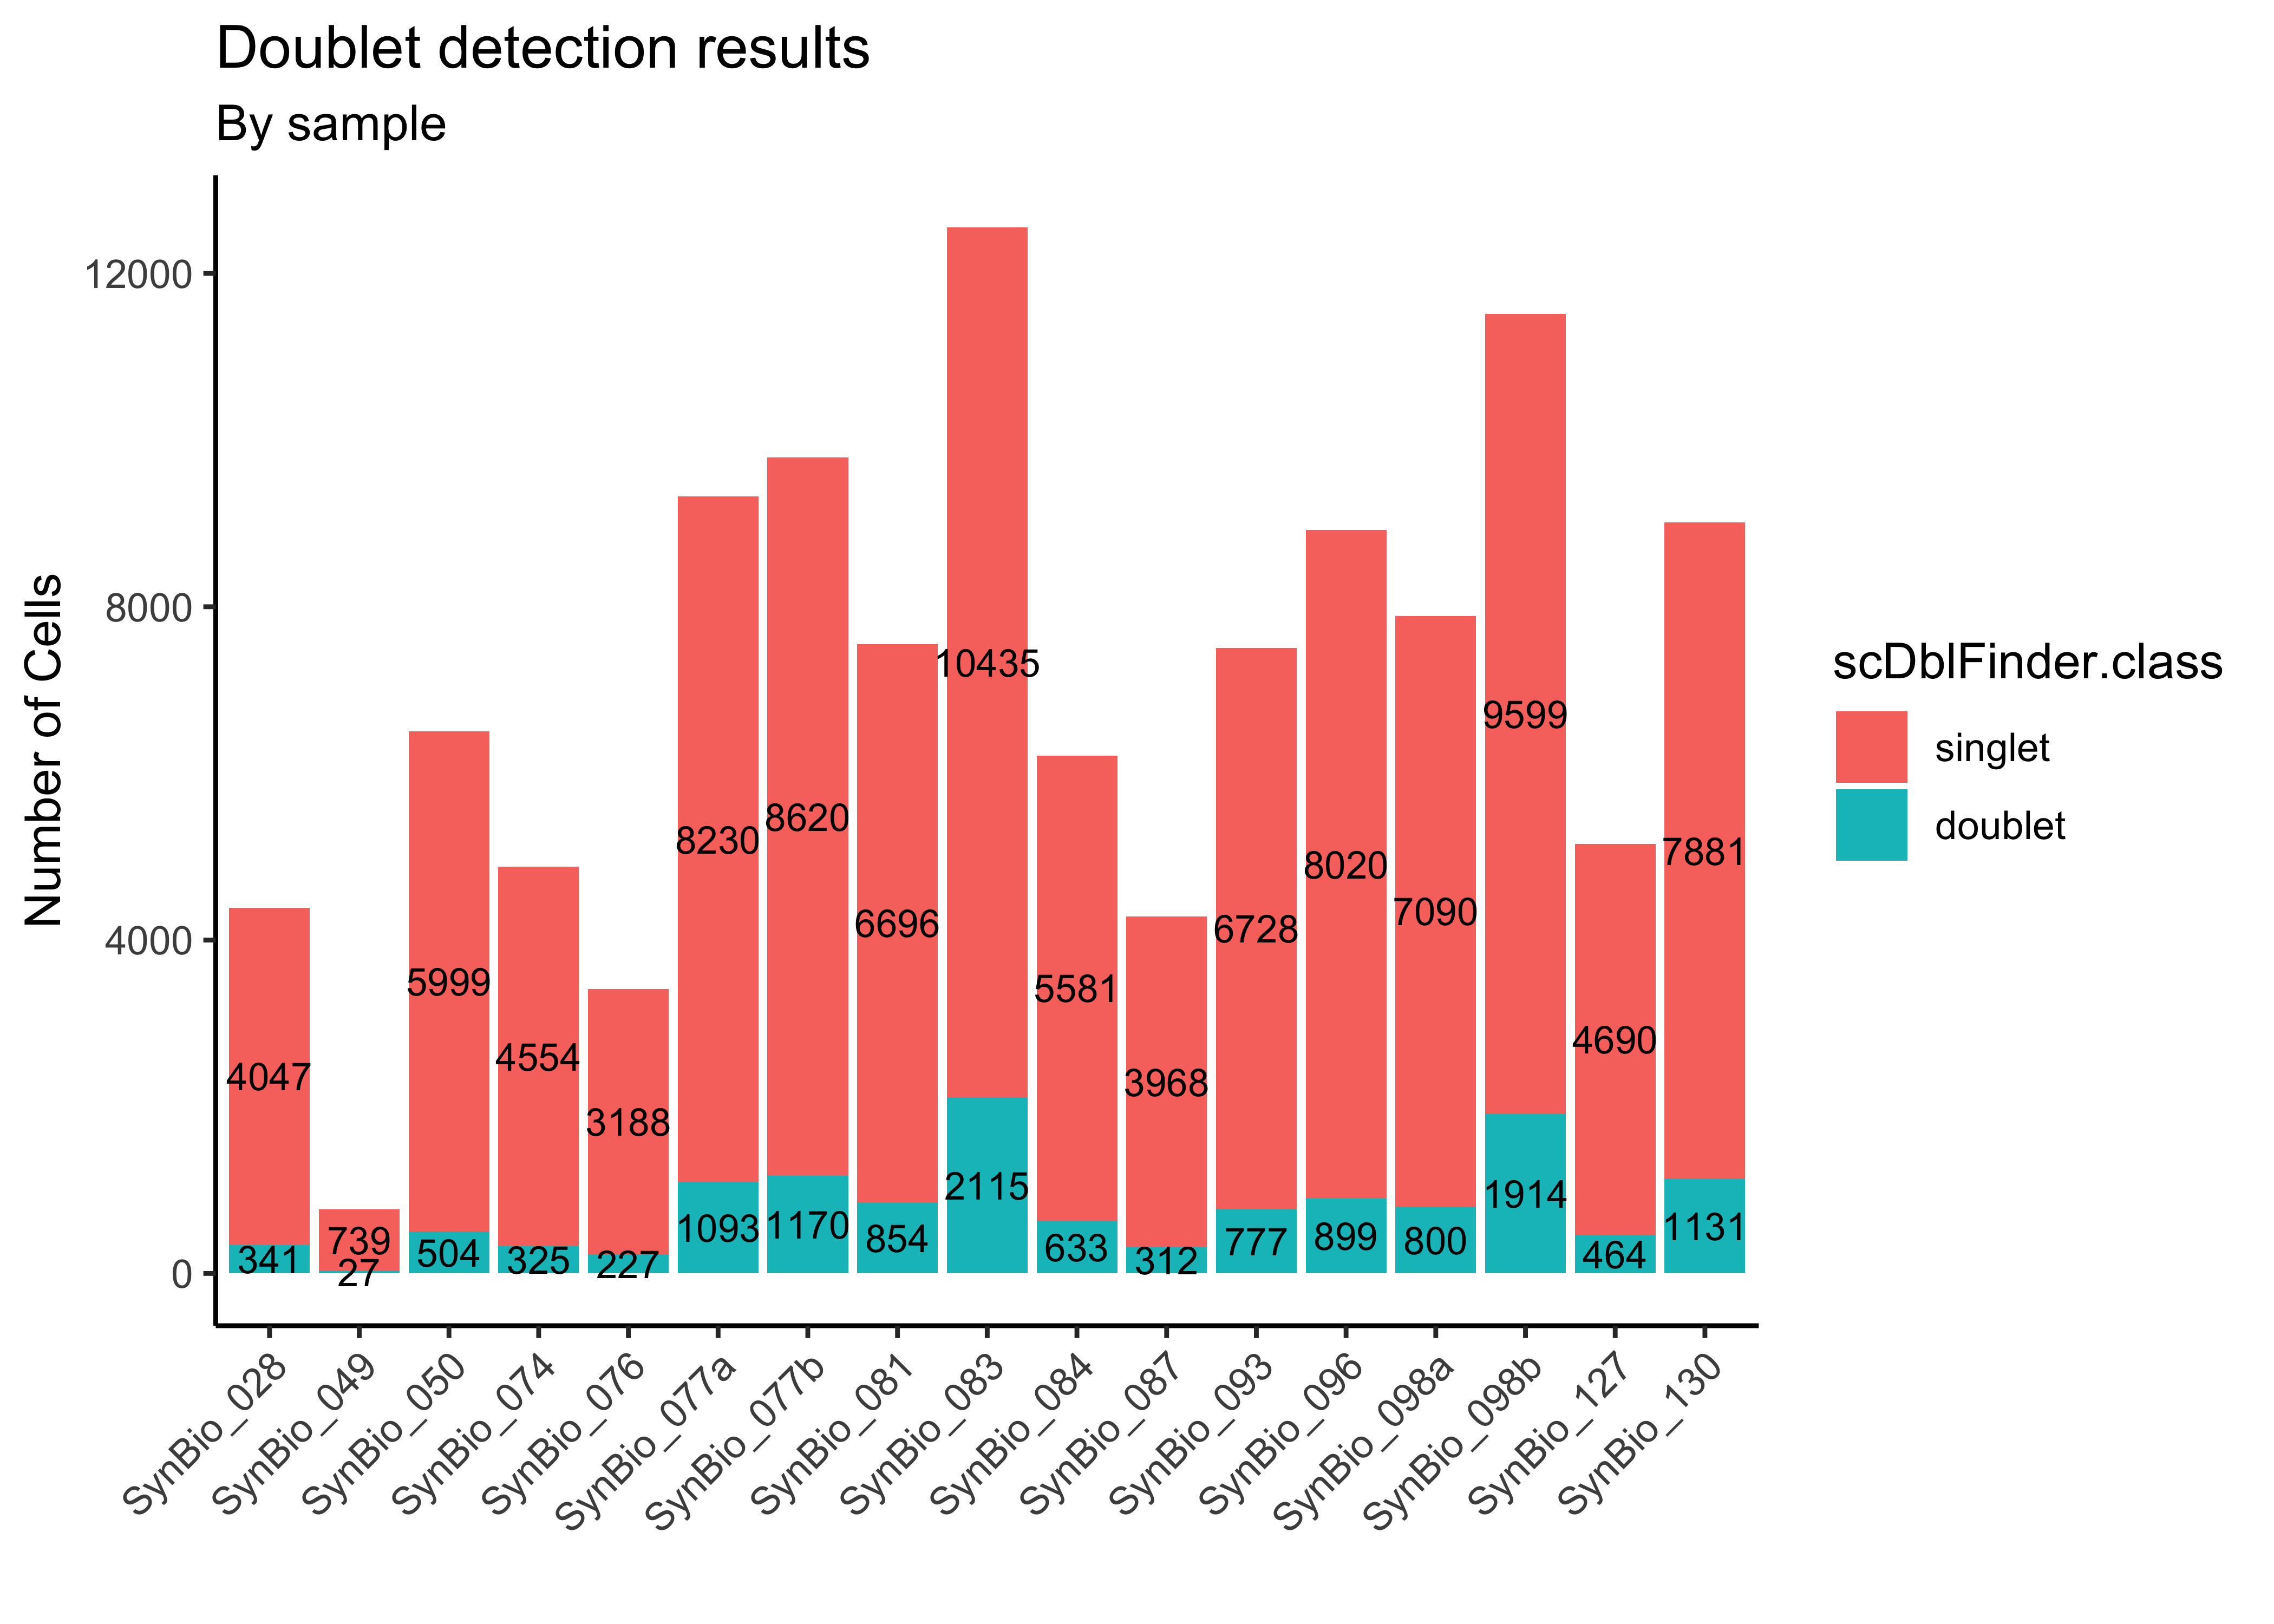 Doublet detection results
By sample
Number of Cells
12000
8000
4000
0
4047
341
739
27
5999
504
4554
325
3188
227
8230
1093
8620
1170
6696
854
10435
2115
5581
633
3968
312
6728
777
8020
899
7090
800
9599
1914
4690
464
7881
1131
SynBio_028
SynBio_049
SynBio_050
SynBio_074
SynBio_076
SynBio_077a
SynBio_077b
SynBio_081
SynBio_083
SynBio_084
SynBio_087
SynBio_093
SynBio_096
SynBio_098a
SynBio_098b
SynBio_127
SynBio_130
scDblFinder.class
singlet
doublet